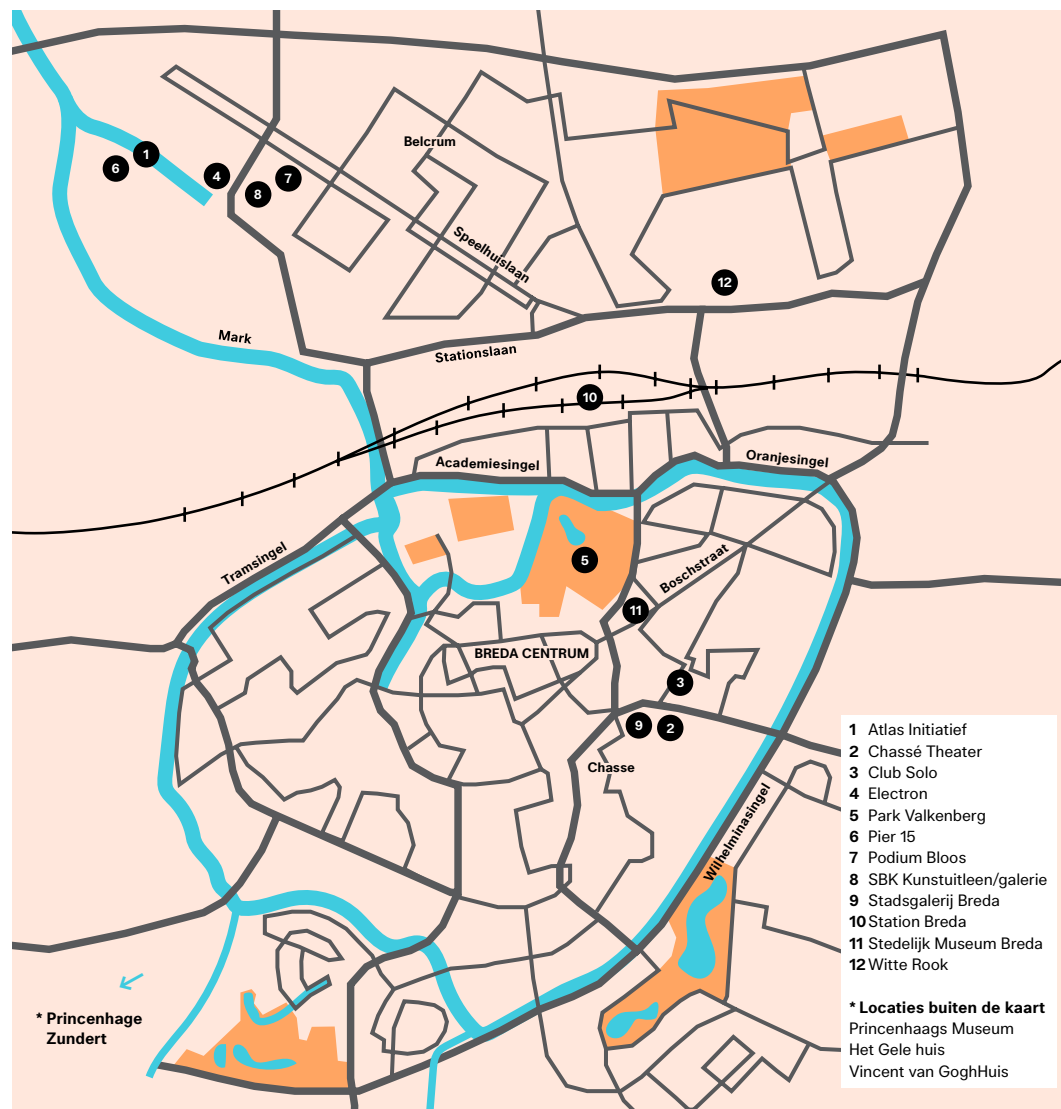 1
6
4
8
7
Belcrum
Speelhuislaan
12
Mark
Stationslaan
10
Academiesingel
Oranjesingel
Tramsingel
5
Boschstraat
11
BREDA CENTRUM
3
9
2
Chasse
Wilhelminasingel
* Princenhage
Zundert
1 Atlas Initiatief
2 Chassé Theater
3 Club Solo
4 Electron
5 Park Valkenberg
6 Pier 15
7 Podium Bloos
8 SBK Kunstuitleen/galerie
9 Stadsgalerij Breda
10 Station Breda
11 Stedelijk Museum Breda
12 Witte Rook
* Locaties buiten de kaart
Princenhaags Museum
Het Gele huis
Vincent van GoghHuis